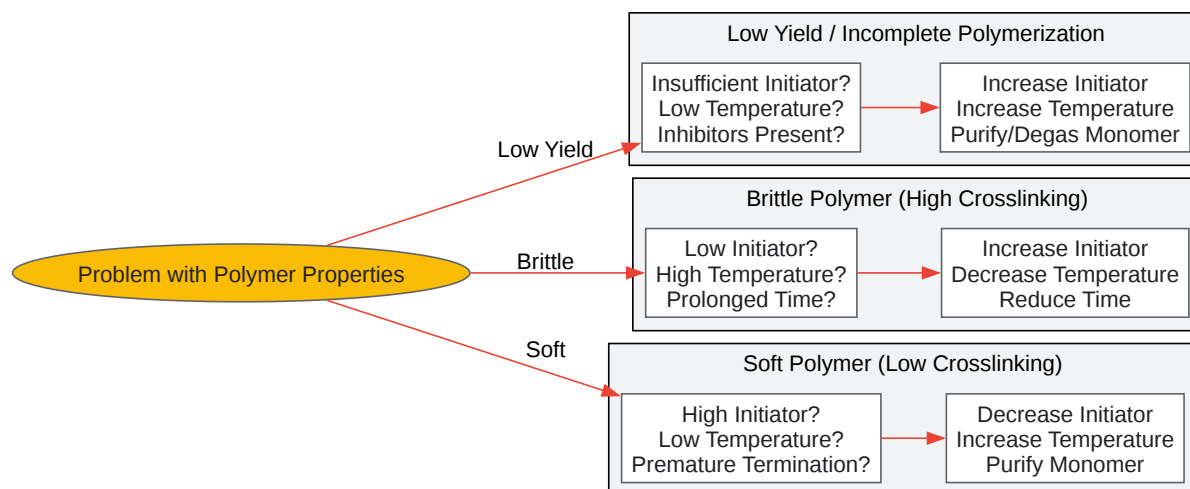 Problem with Polymer Properties
Low Yield
Brittle
Soft
Low Yield / Incomplete Polymerization
Insufficient Initiator?
Low Temperature?
Inhibitors Present?
Increase Initiator
Increase Temperature
Purify/Degas Monomer
Brittle Polymer (High Crosslinking)
Low Initiator?
High Temperature?
Prolonged Time?
Increase Initiator
Decrease Temperature
Reduce Time
Soft Polymer (Low Crosslinking)
High Initiator?
Low Temperature?
Premature Termination?
Decrease Initiator
Increase Temperature
Purify Monomer